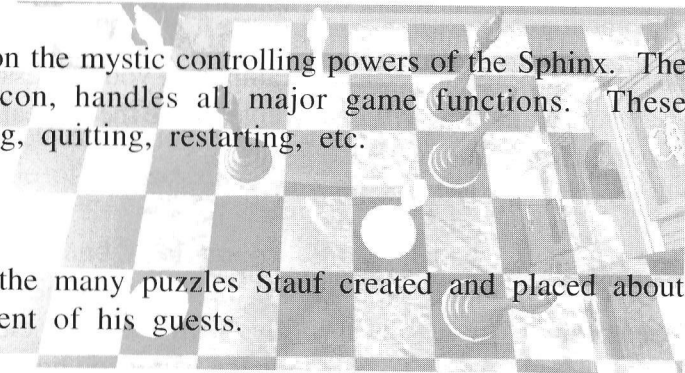 on the mystic controlling powers of the Sphinx. The
con, handles all major game functions. These
g, quitting, restarting, etc.
the many puzzles Stauf created and placed about
ent of his guests.